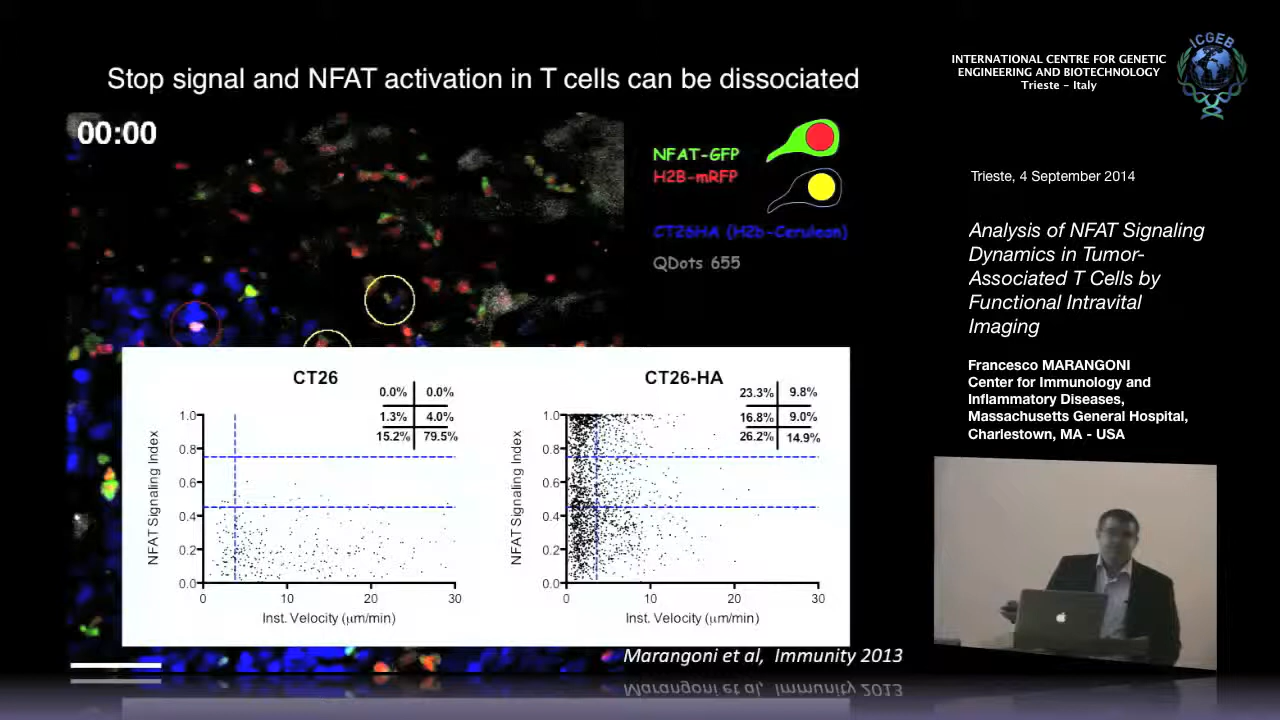 Stop signal and NFAT activation in T cells can be dissociated
00:00
NFAT-GFP
H2B-mRFP
CT26HA (H2b-Cerulean)
QDots 655
CT26
0.0% 0.0%
1.3% 4.0%
15.2% 79.5%
NFAT Signaling Index
1.0
0.8
0.6
0.4
0.2
0.0
0 10 20 30
Inst. Velocity (μm/min)
CT26-HA
23.3% 9.8%
16.8% 9.0%
26.2% 14.9%
NFAT Signaling Index
1.0
0.8
0.6
0.4
0.2
0.0
0 10 20 30
Inst. Velocity (μm/min)
Marangoni et al, Immunity 2013
INTERNATIONAL CENTRE FOR GENETIC
ENGINEERING AND BIOTECHNOLOGY
Trieste - Italy
ICGEB
Trieste, 4 September 2014
Analysis of NFAT Signaling
Dynamics in Tumor-
Associated T Cells by
Functional Intravital
Imaging
Francesco MARANGONI
Center for Immunology and
Inflammatory Diseases,
Massachusetts General Hospital,
Charlestown, MA - USA